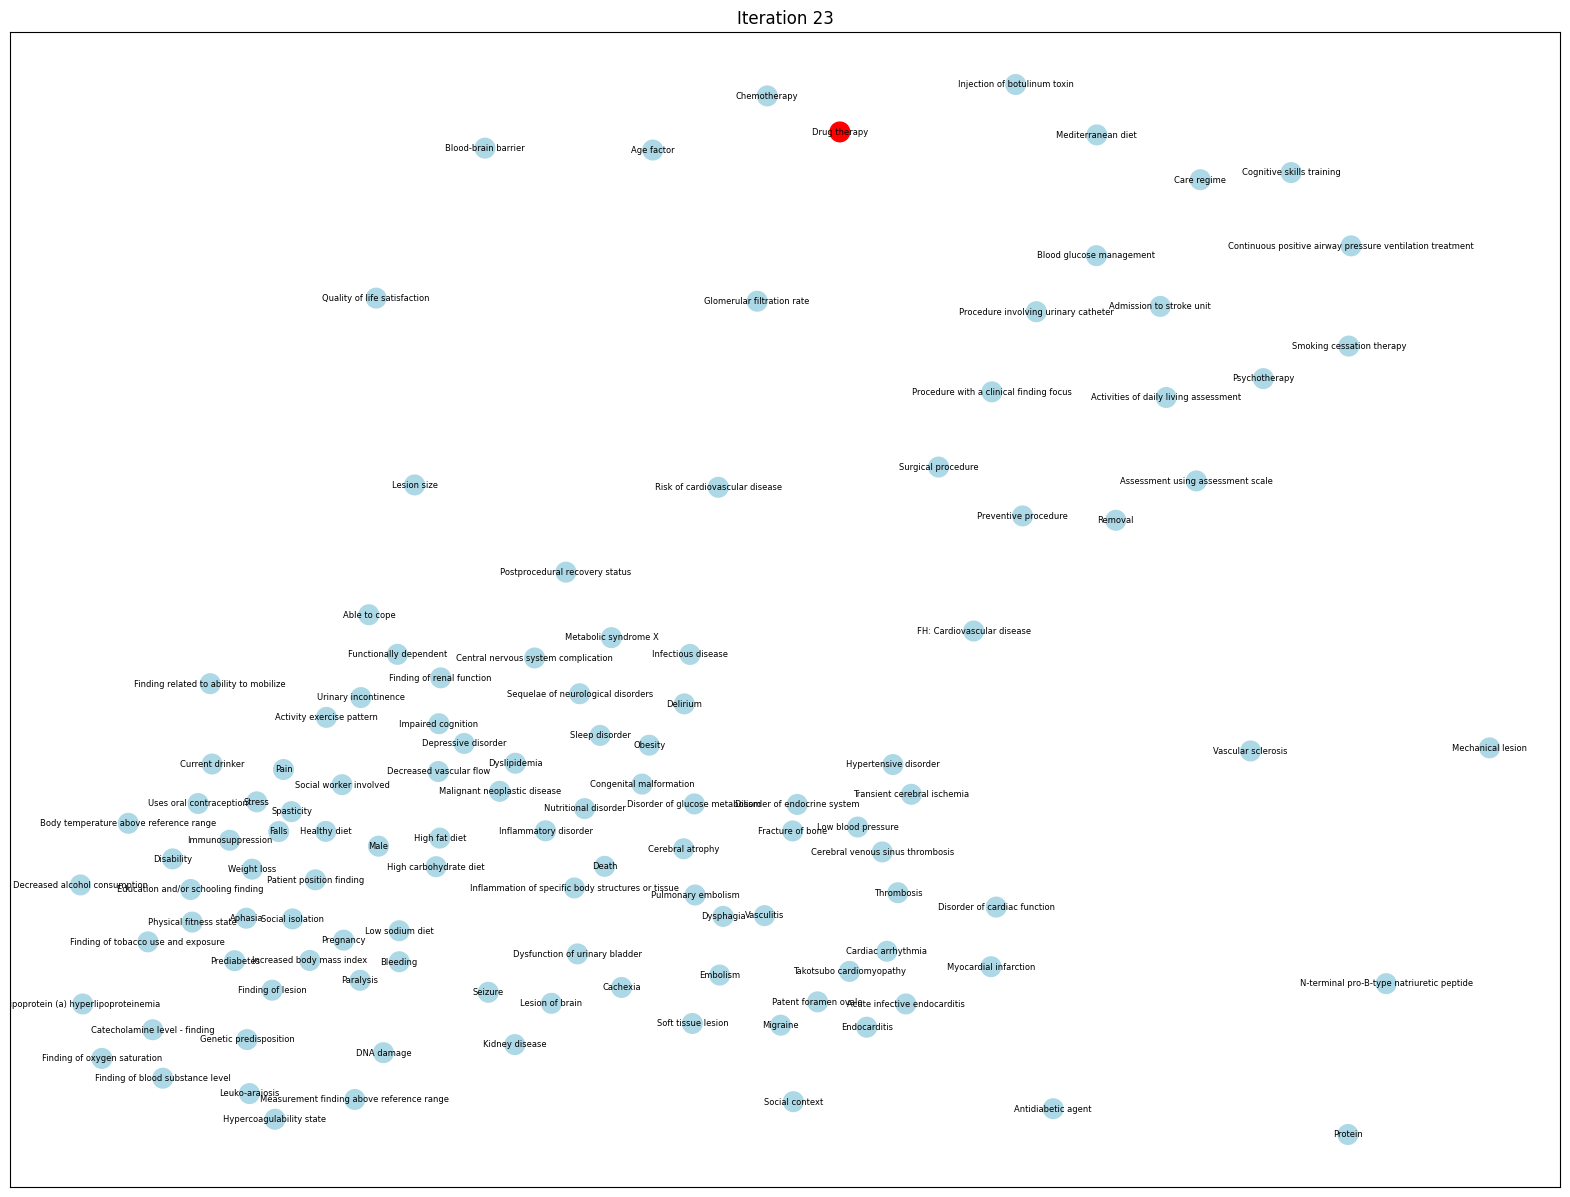 Iteration 23
Injection of botulinum toxin
Chemotherapy
Drug therapy
Mediterranean diet
Blood-brain barrier
Age factor
Cognitive skills training
Care regime
Continuous positive airway pressure ventilation treatment
Blood glucose management
Quality of life satisfaction
Glomerular filtration rate
Admission to stroke unit
Procedure involving urinary catheter
Smoking cessation therapy
Psychotherapy
Procedure with a clinical finding focus
Activities of daily living assessment
Surgical procedure
Assessment using assessment scale
Lesion size
Risk of cardiovascular disease
Preventive procedure
Removal
Postprocedural recovery status
Able to cope
FH: Cardiovascular disease
Metabolic syndrome X
Functionally dependent
Central nervous system complication
Infectious disease
Finding of renal function
Finding related to ability to mobilize
Sequelae of neurological disorders
Urinary incontinence
Delirium
Activity exercise pattern
Impaired cognition
Sleep disorder
Depressive disorder
Obesity
Mechanical lesion
Vascular sclerosis
Current drinker
Pain
Dyslipidemia
Hypertensive disorder
Decreased vascular flow
Social worker involved
Congenital malformation
Malignant neoplastic disease
Transient cerebral ischemia
Uses oral contraception
Stress
Disorder of glucose metabolism
Disorder of endocrine system
Nutritional disorder
Spasticity
Body temperature above reference range
Falls
Healthy diet
Inflammatory disorder
Fracture of bone
Low blood pressure
Immunosuppression
High fat diet
Male
Cerebral atrophy
Cerebral venous sinus thrombosis
Disability
Weight loss
High carbohydrate diet
Death
Patient position finding
Decreased alcohol consumption
Education and/or schooling finding
Inflammation of specific body structures or tissue
Pulmonary embolism
Thrombosis
Disorder of cardiac function
Physical fitness state
Aphasia
Social isolation
Dysphagia
Vasculitis
Low sodium diet
Finding of tobacco use and exposure
Pregnancy
Dysfunction of urinary bladder
Cardiac arrhythmia
Prediabetes
Increased body mass index
Bleeding
Myocardial infarction
Takotsubo cardiomyopathy
Embolism
Paralysis
N-terminal pro-B-type natriuretic peptide
Finding of lesion
Seizure
Cachexia
poprotein (a) hyperlipoproteinemia
Lesion of brain
Patent foramen ovale
Acute infective endocarditis
Catecholamine level - finding
Soft tissue lesion
Migraine
Endocarditis
Genetic predisposition
Kidney disease
DNA damage
Finding of oxygen saturation
Finding of blood substance level
Leuko-araiosis
Measurement finding above reference range
Social context
Antidiabetic agent
Hypercoagulability state
Protein